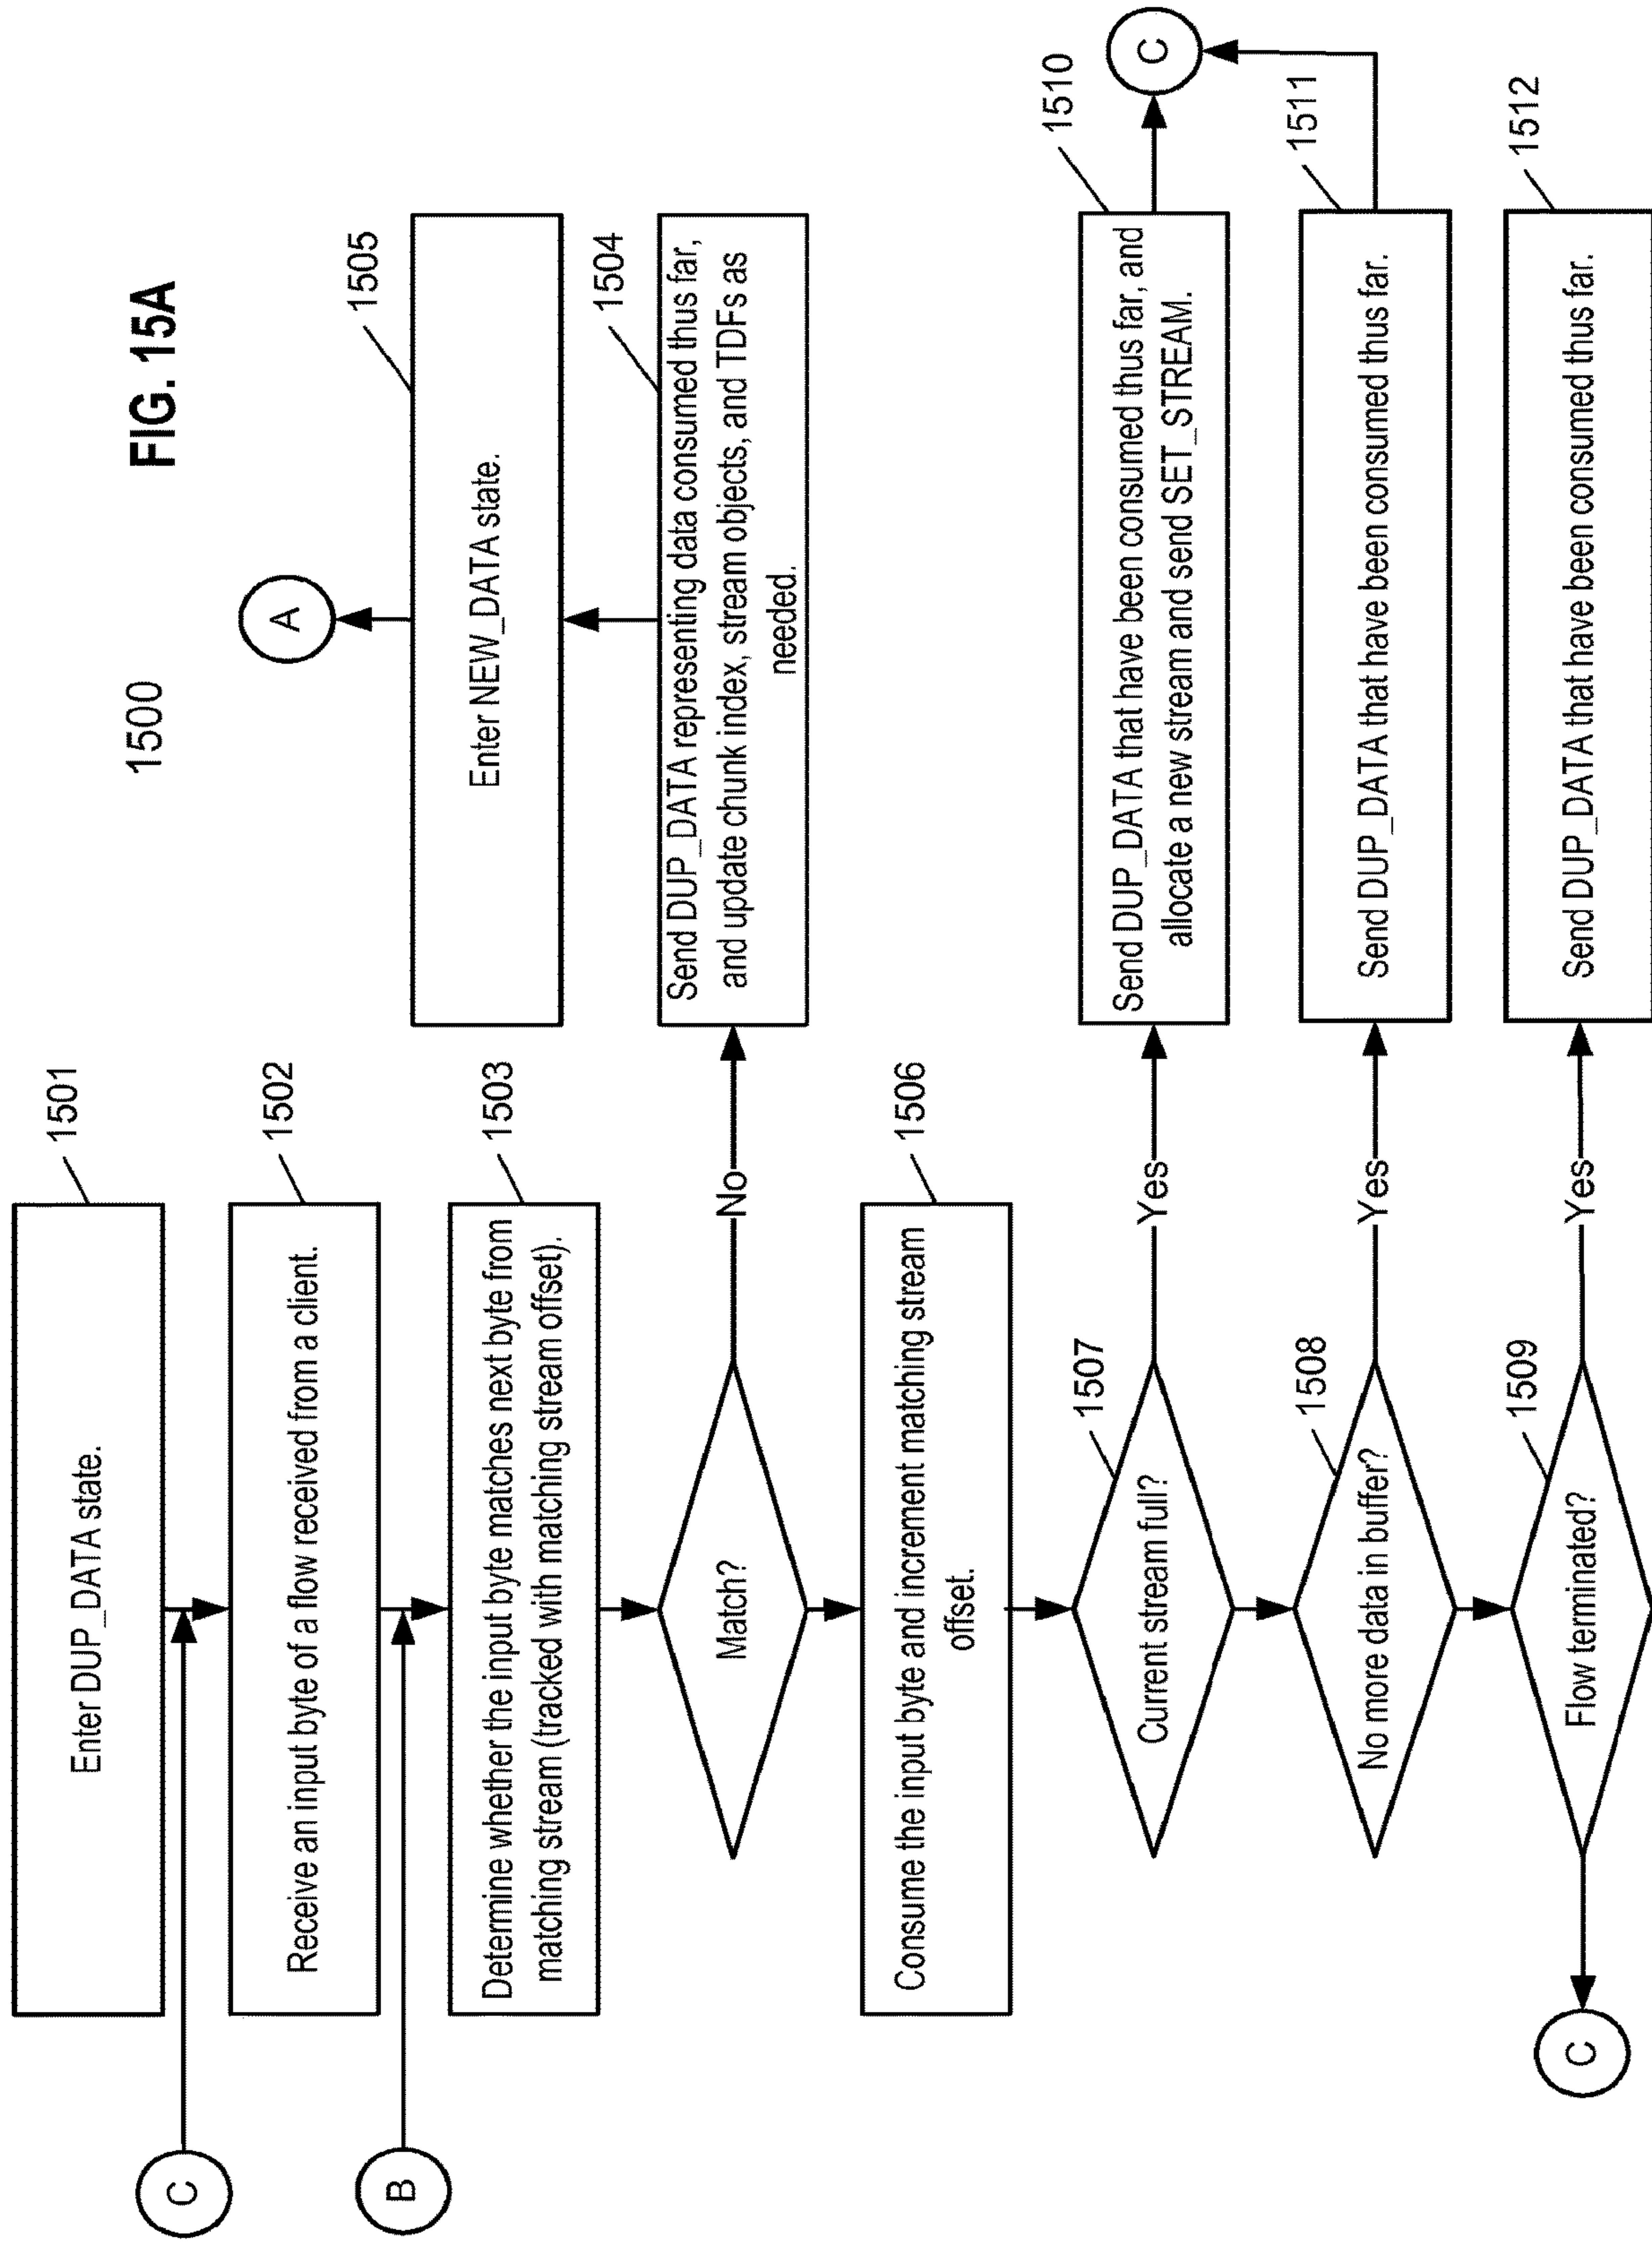 1500
FIG. 15A
1501
Enter DUP_DATA state.
C
1502
Receive an input byte of a flow received from a client.
B
1503
Determine whether the input byte matches next byte from
matching stream (tracked with matching stream offset).
Match?
No
1504
Send DUP_DATA representing data consumed thus far,
and update chunk index, stream objects, and TDFs as
needed.
1505
Enter NEW_DATA state.
A
1506
Consume the input byte and increment matching stream
offset.
1507
Current stream full?
Yes
1510
Send DUP_DATA that have been consumed thus far, and
allocate a new stream and send SET_STREAM.
C
1508
No more data in buffer?
Yes
1511
Send DUP_DATA that have been consumed thus far.
1509
Flow terminated?
Yes
1512
Send DUP_DATA that have been consumed thus far.
C